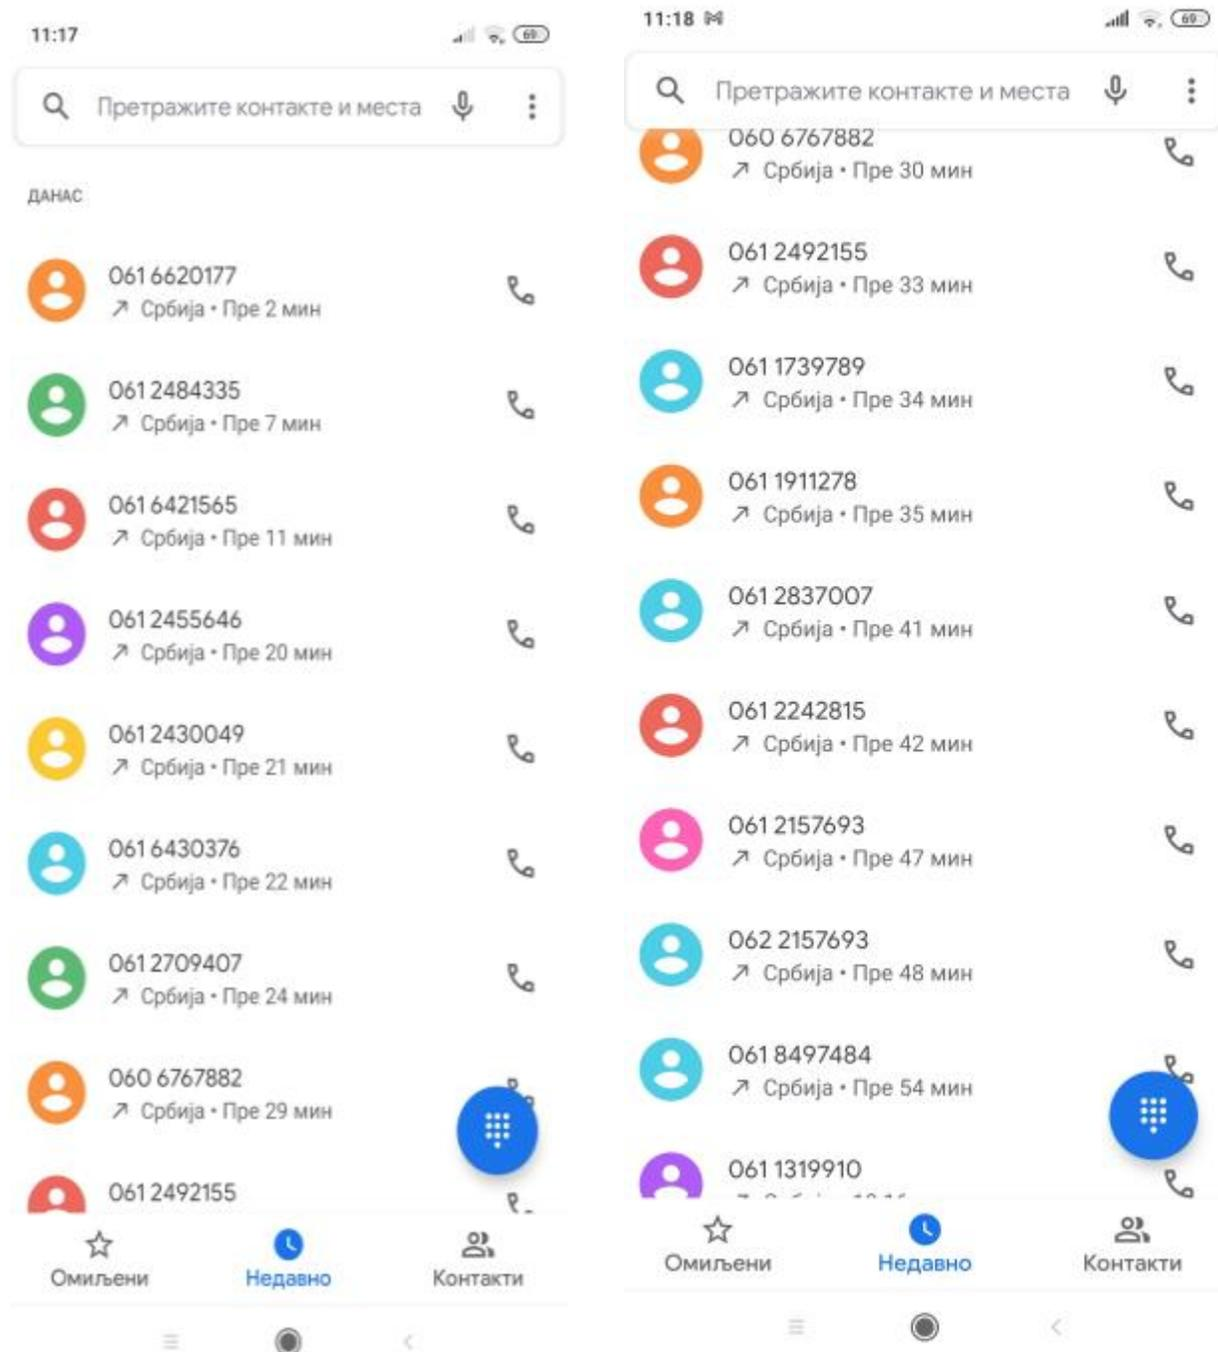 11:17
69
Претражите контакте и места
ДАНАС
061 6620177
Србија • Пре 2 мин
061 2484335
Србија • Пре 7 мин
061 6421565
Србија • Пре 11 мин
061 2455646
Србија • Пре 20 мин
061 2430049
Србија • Пре 21 мин
061 6430376
Србија • Пре 22 мин
061 2709407
Србија • Пре 24 мин
060 6767882
Србија • Пре 29 мин
061 2492155
Омиљени
Недавно
Контакти
11:18
69
Претражите контакте и места
060 6767882
Србија • Пре 30 мин
061 2492155
Србија • Пре 33 мин
061 1739789
Србија • Пре 34 мин
061 1911278
Србија • Пре 35 мин
061 2837007
Србија • Пре 41 мин
061 2242815
Србија • Пре 42 мин
061 2157693
Србија • Пре 47 мин
062 2157693
Србија • Пре 48 мин
061 8497484
Србија • Пре 54 мин
061 1319910
Омиљени
Недавно
Контакти